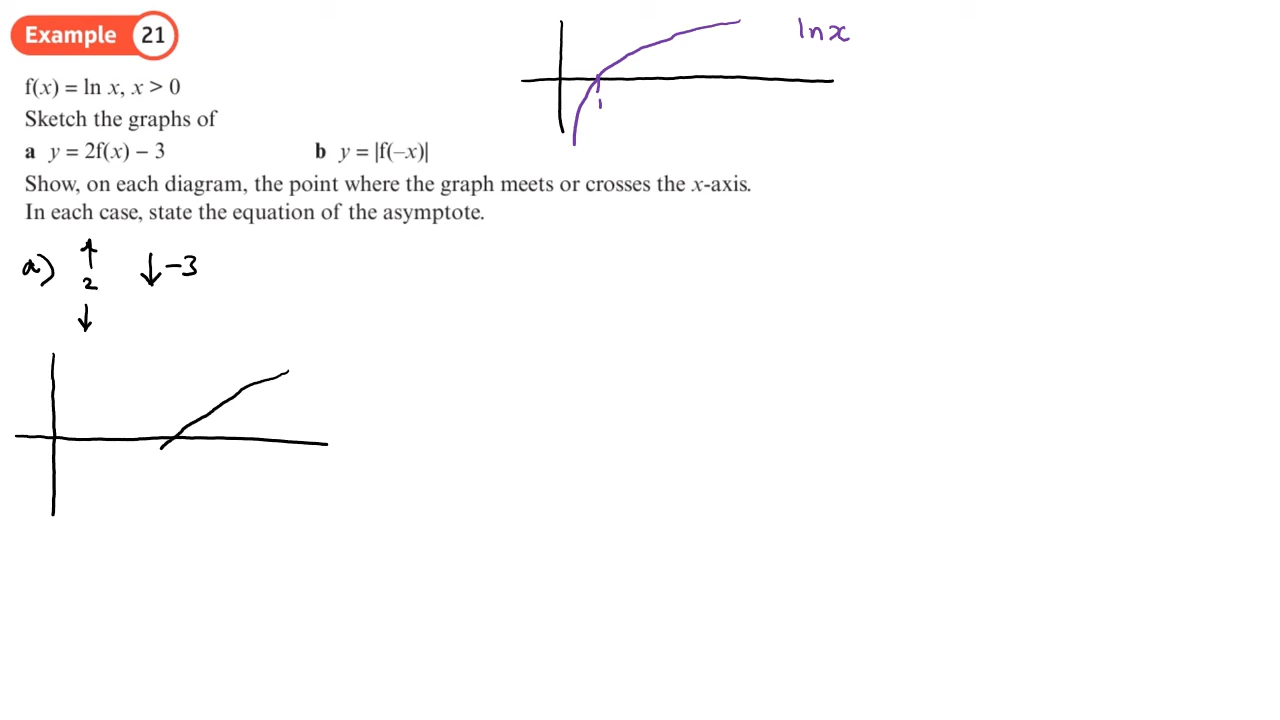 Example 21
ln x
1
f(x) = ln x, x > 0
Sketch the graphs of
a y = 2f(x) − 3
b y = |f(−x)|
Show, on each diagram, the point where the graph meets or crosses the x-axis.
In each case, state the equation of the asymptote.
a) ↑ 2 ↓ ↓ −3